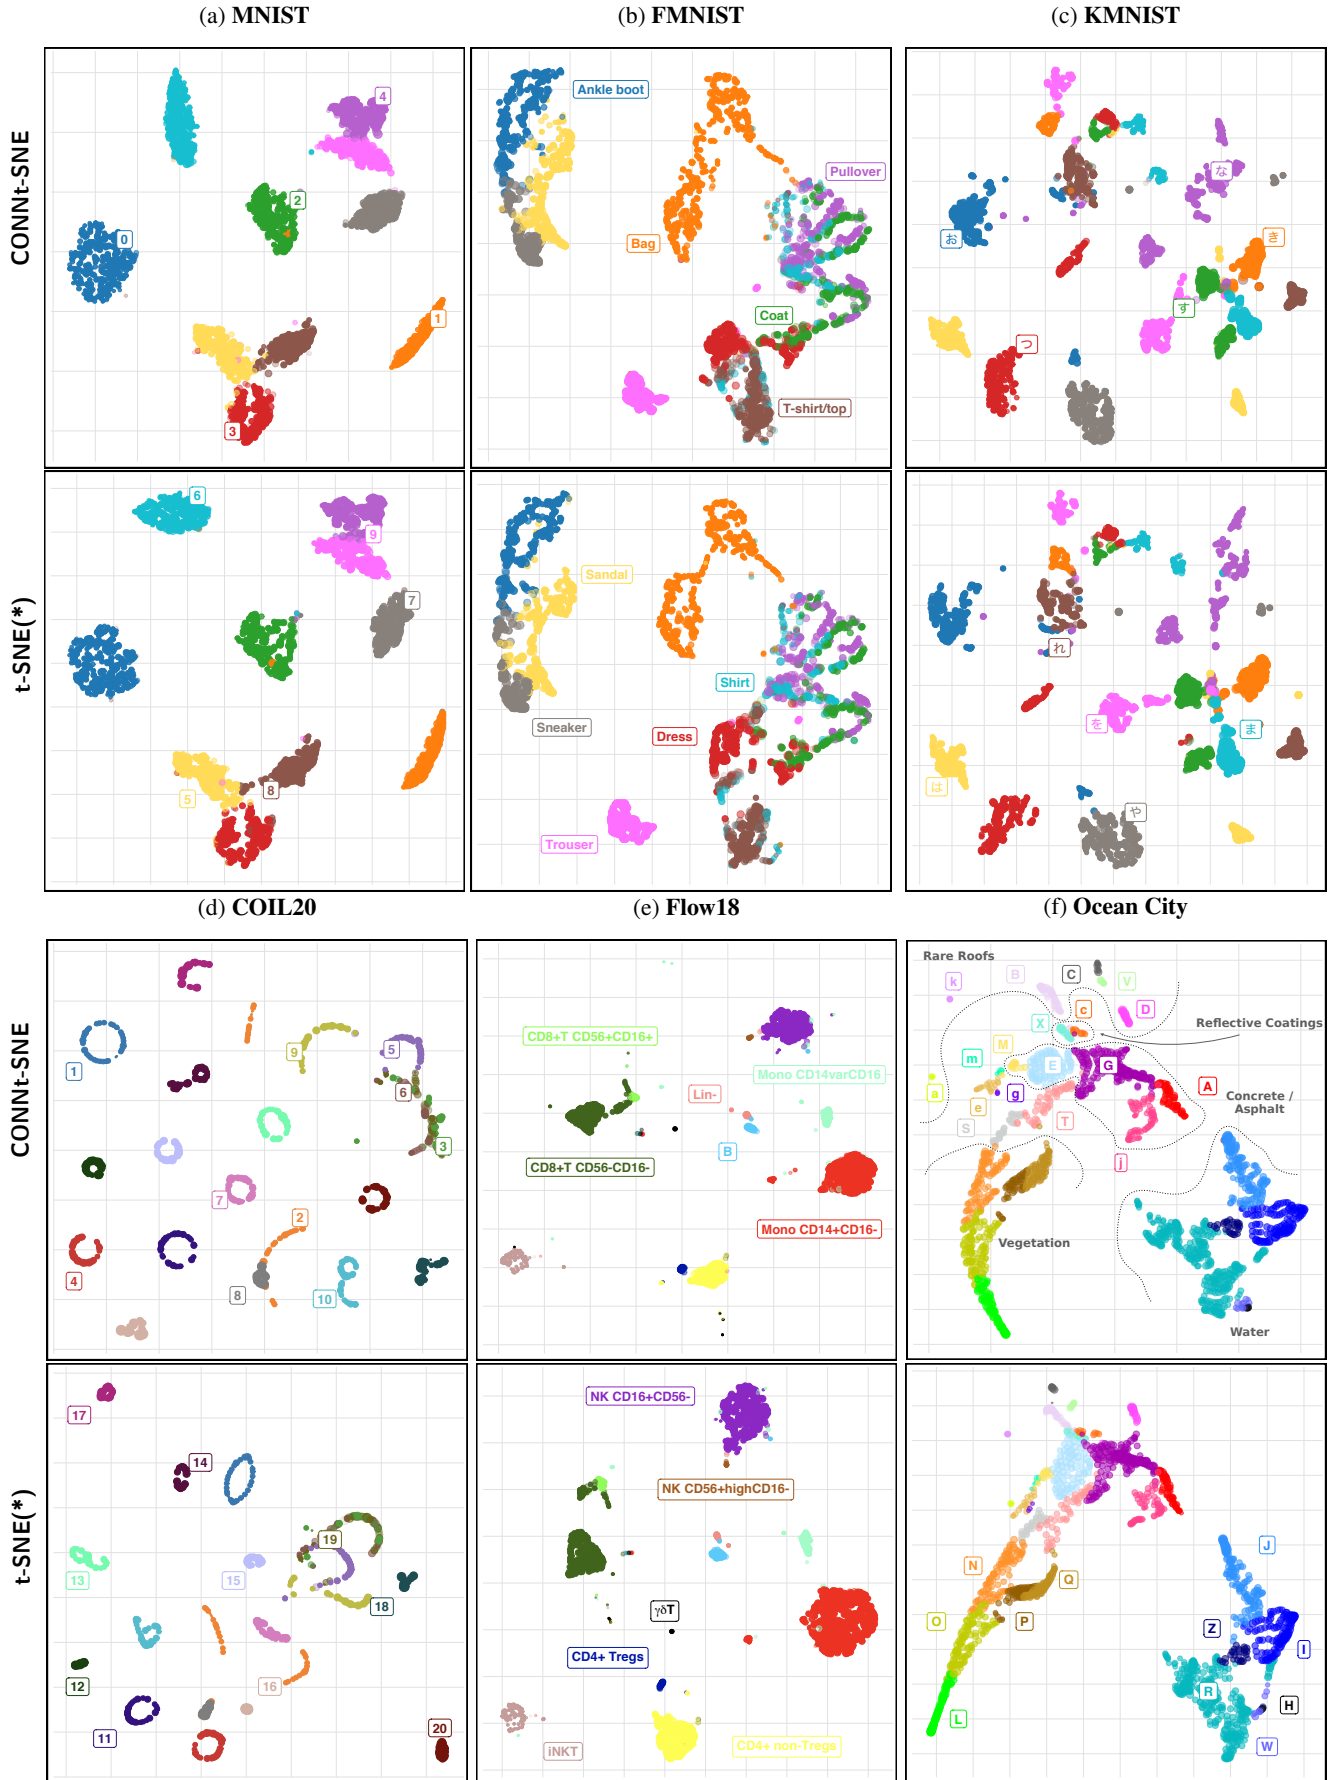 (a) MNIST
(b) FMNIST
(c) KMNIST
CONNt-SNE
4
2
0
1
3
Ankle boot
Pullover
Bag
Coat
T-shirt/top
な
お
き
す
つ
t-SNE(*)
6
9
7
5
8
Sandal
Shirt
Sneaker
Dress
Trouser
れ
を
ま
は
や
(d) COIL20
(e) Flow18
(f) Ocean City
CONNt-SNE
1
9
5
6
3
7
2
4
8
10
CD8+T CD56+CD16+
Mono CD14varCD16
Lin-
B
CD8+T CD56-CD16-
Mono CD14+CD16-
Rare Roofs
k
B
C
V
c
D
X
Reflective Coatings
M
m
E
G
a
g
A
e
Concrete /
Asphalt
S
T
j
Vegetation
Water
t-SNE(*)
17
14
19
13
15
18
12
16
11
20
NK CD16+CD56-
NK CD56+highCD16-
γδT
CD4+ Tregs
iNKT
CD4+ non-Tregs
J
N
Q
O
P
Z
I
R
H
L
W